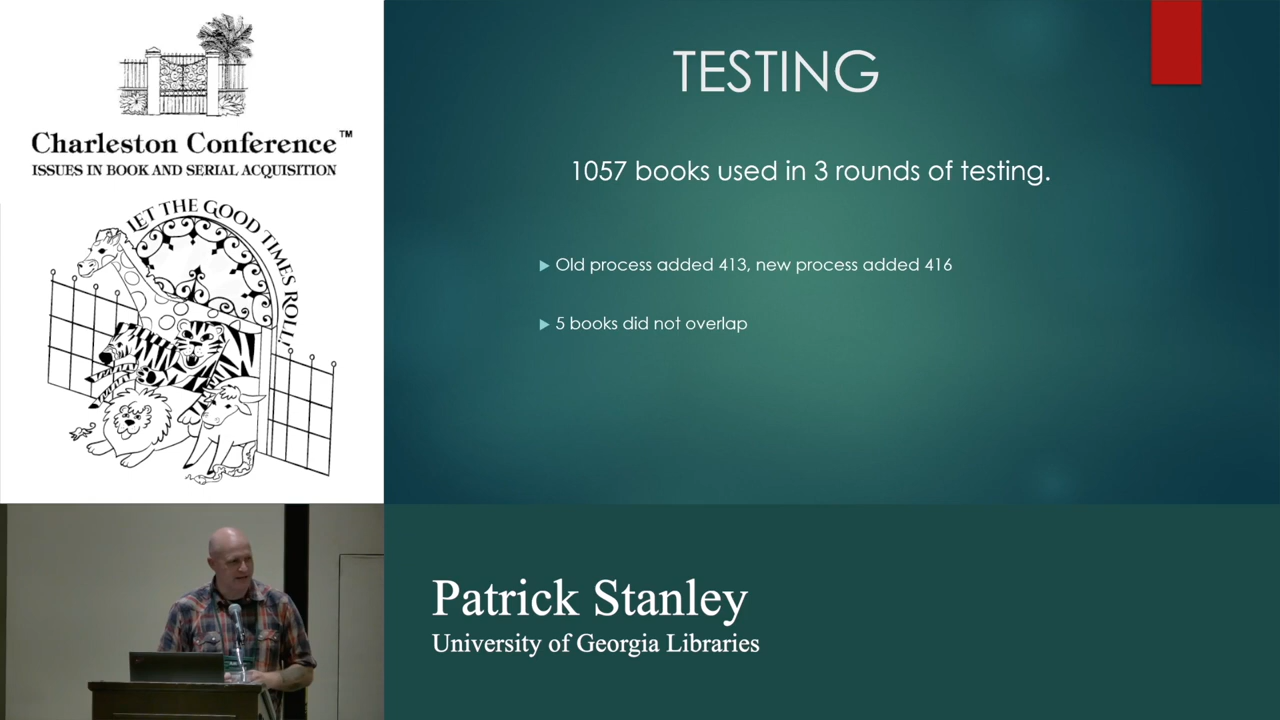 Charleston Conference™
ISSUES IN BOOK AND SERIAL ACQUISITION
LET THE GOOD TIMES ROLL!
TESTING
1057 books used in 3 rounds of testing.
Old process added 413, new process added 416
5 books did not overlap
Patrick Stanley
University of Georgia Libraries